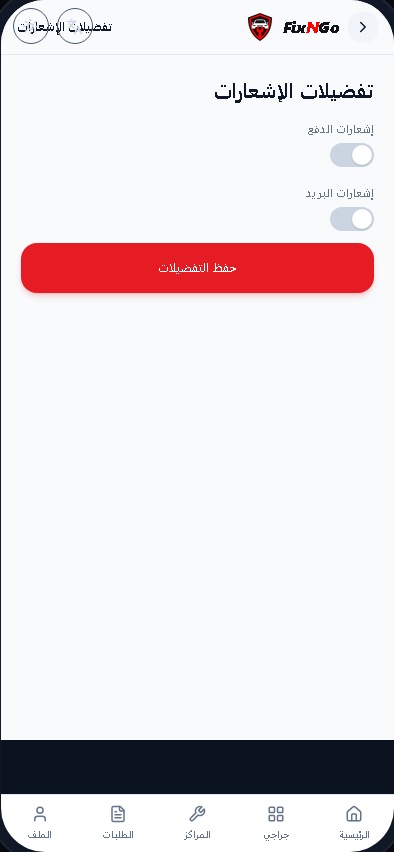 FixNGo
تفضيلات الإشعارات
تفضيلات الإشعارات
إشعارات الدفع
إشعارات البريد
حفظ التفضيلات
الرئيسية
جراجي
المراكز
الطلبات
الملف